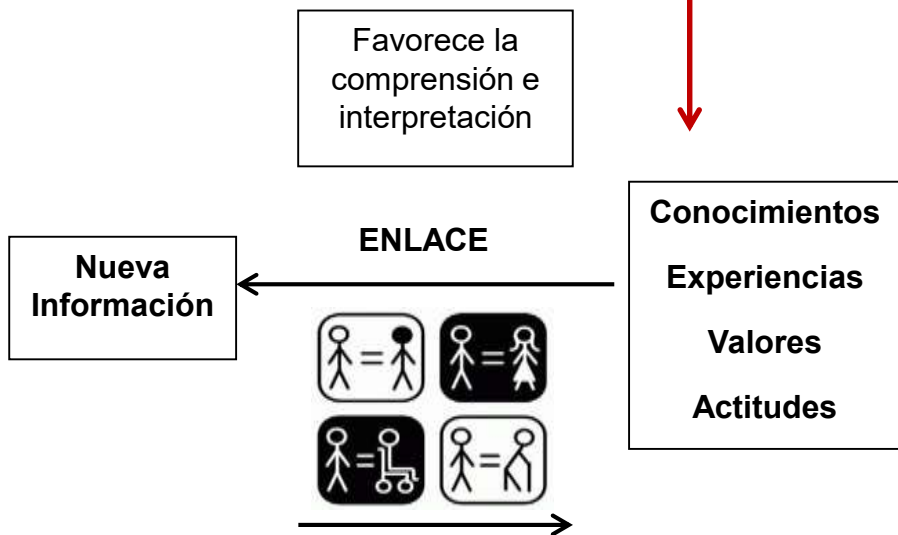 Favorece la
comprensión e
interpretación
ENLACE
Nueva
Información
Conocimientos
Experiencias
Valores
Actitudes